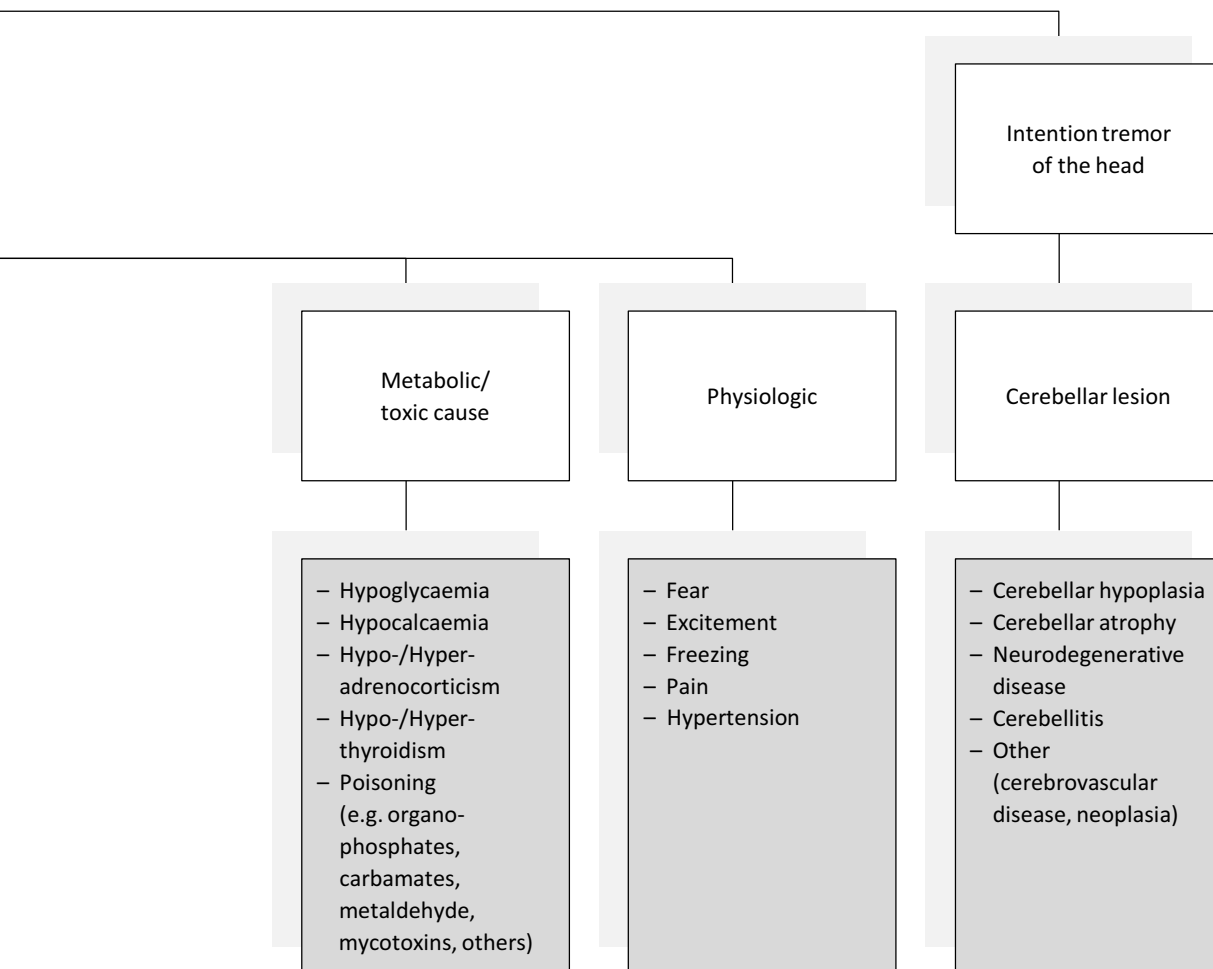 Intention tremor
of the head
Metabolic/
toxic cause
Physiologic
Cerebellar lesion
– Hypoglycaemia
– Hypocalcaemia
– Hypo-/Hyper-
adrenocorticism
– Hypo-/Hyper-
thyroidism
– Poisoning
(e.g. organo-
phosphates,
carbamates,
metaldehyde,
mycotoxins, others)
– Fear
– Excitement
– Freezing
– Pain
– Hypertension
– Cerebellar hypoplasia
– Cerebellar atrophy
– Neurodegenerative
disease
– Cerebellitis
– Other
(cerebrovascular
disease, neoplasia)